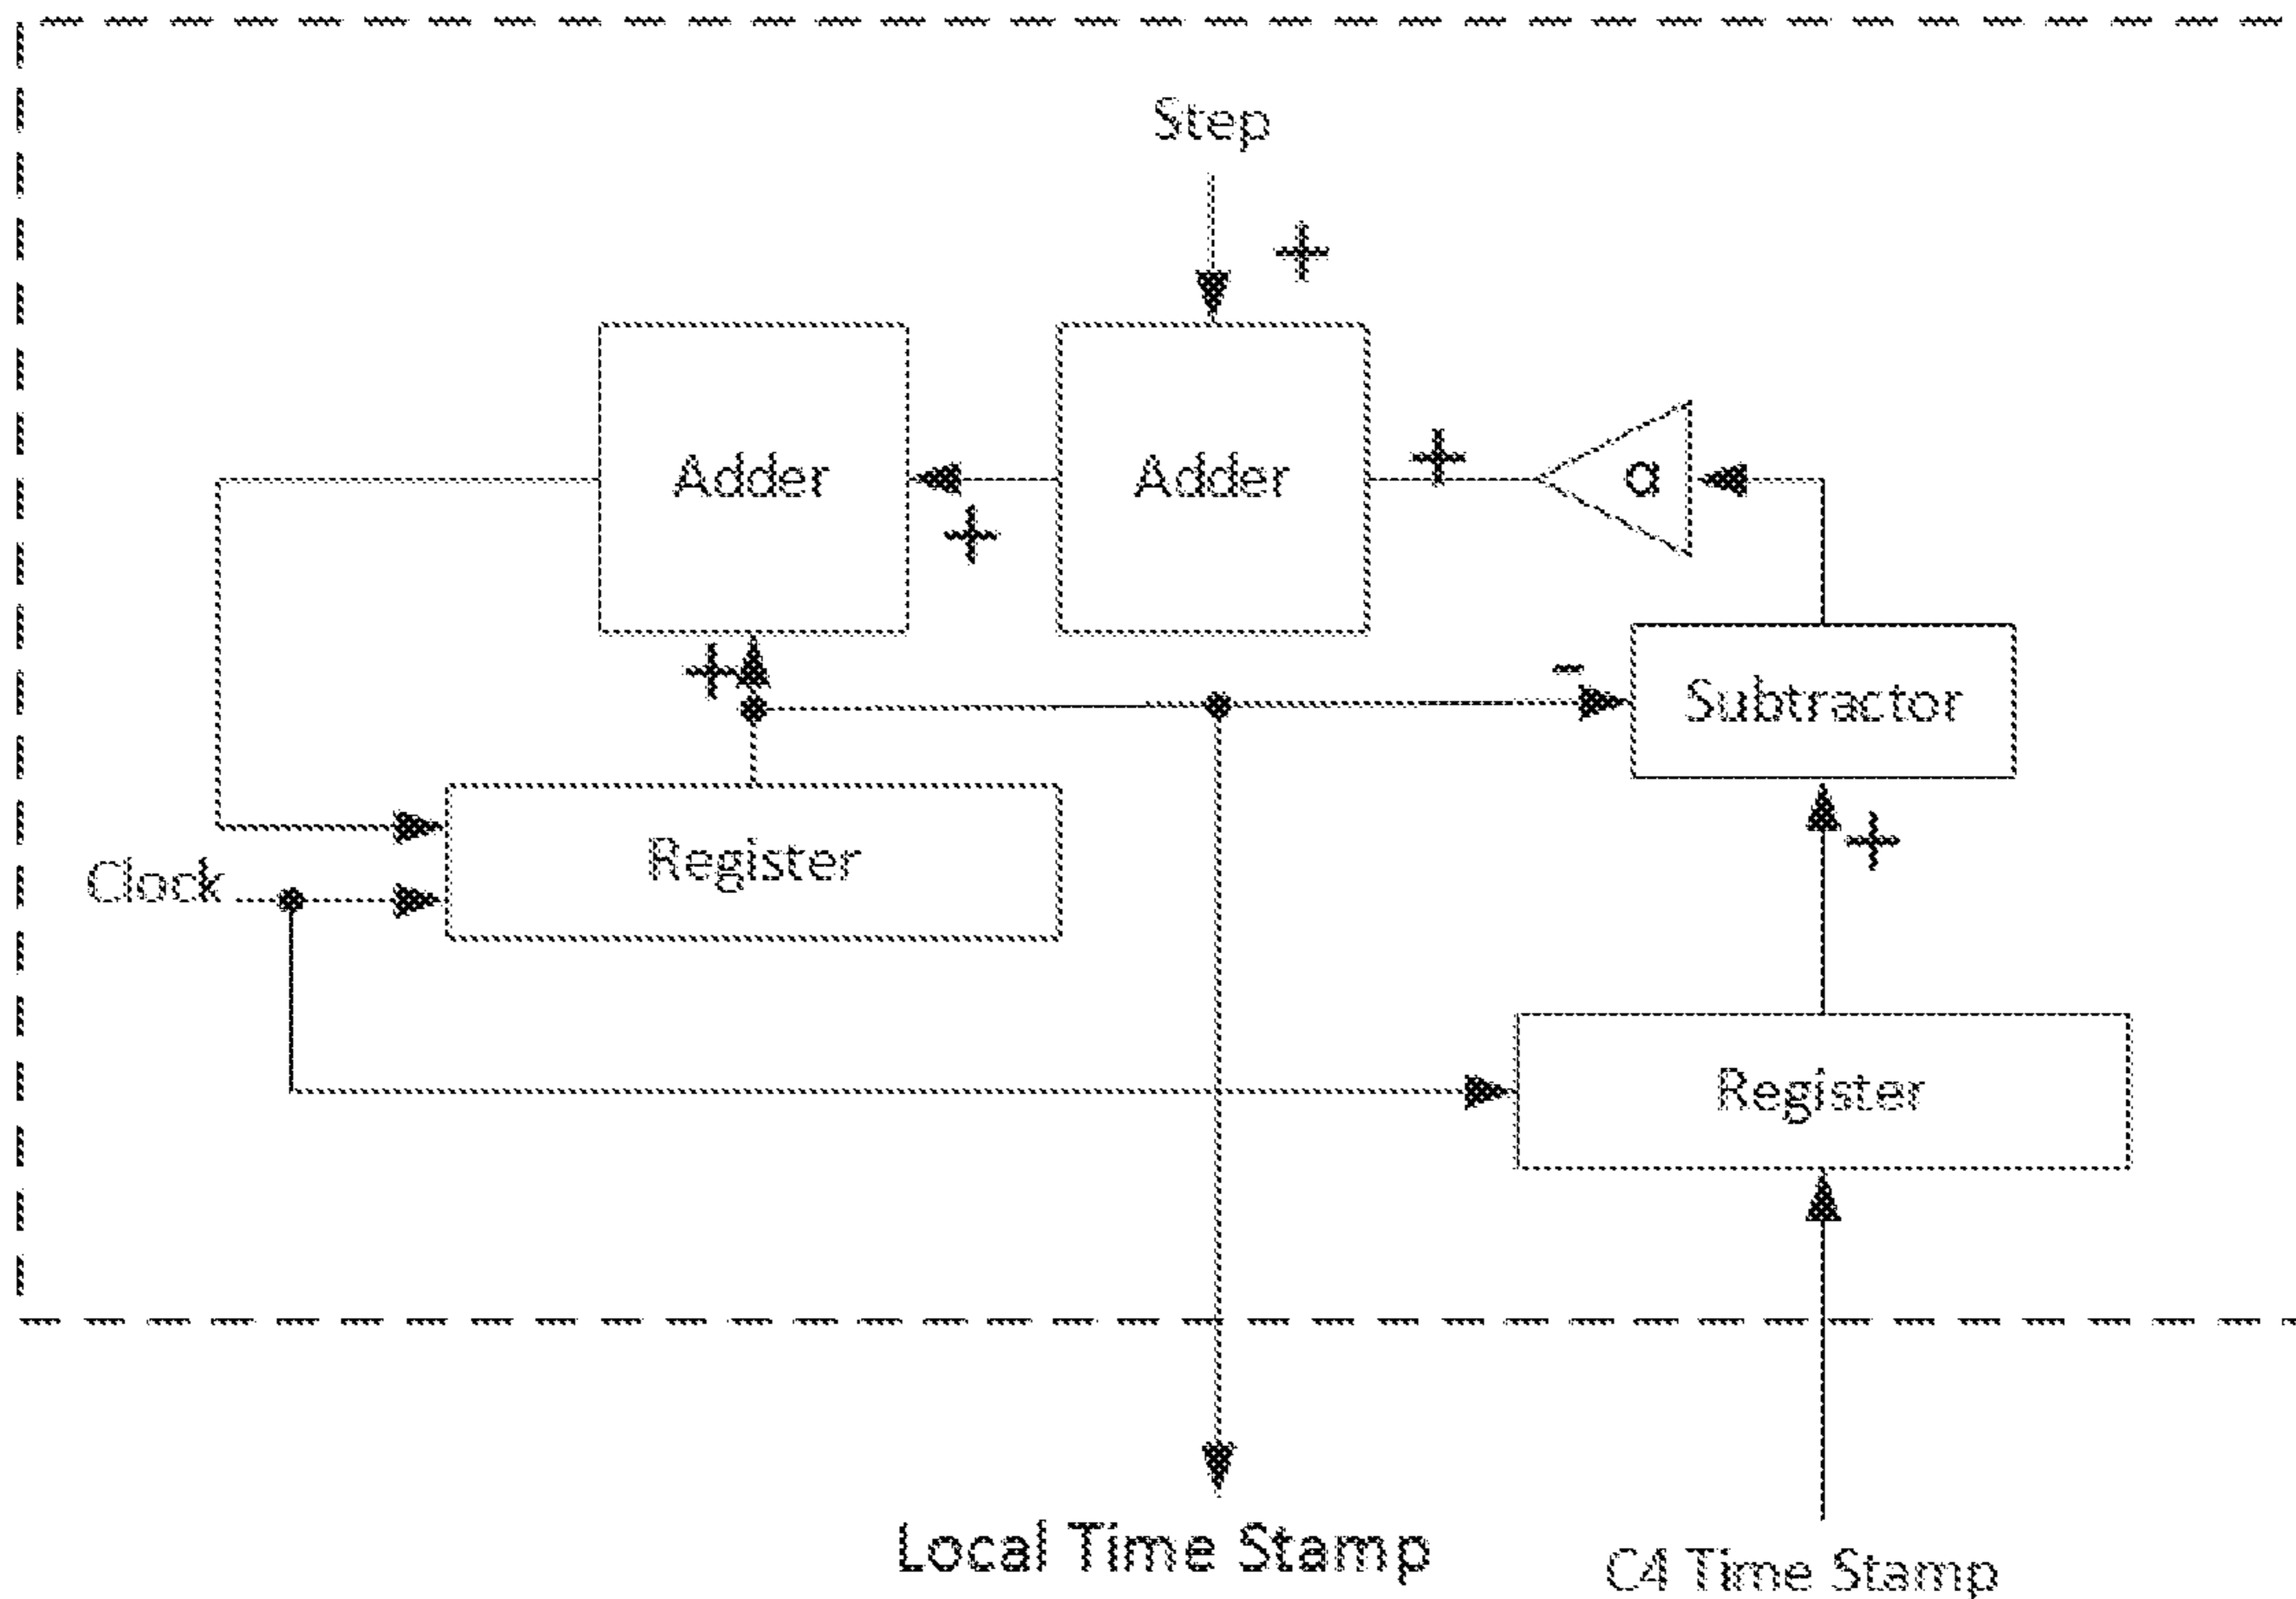 Step
+
Adder
Adder
+
α
+
+
-
Subtractor
Register
+
Clock
Register
Local Time Stamp
C4 Time Stamp